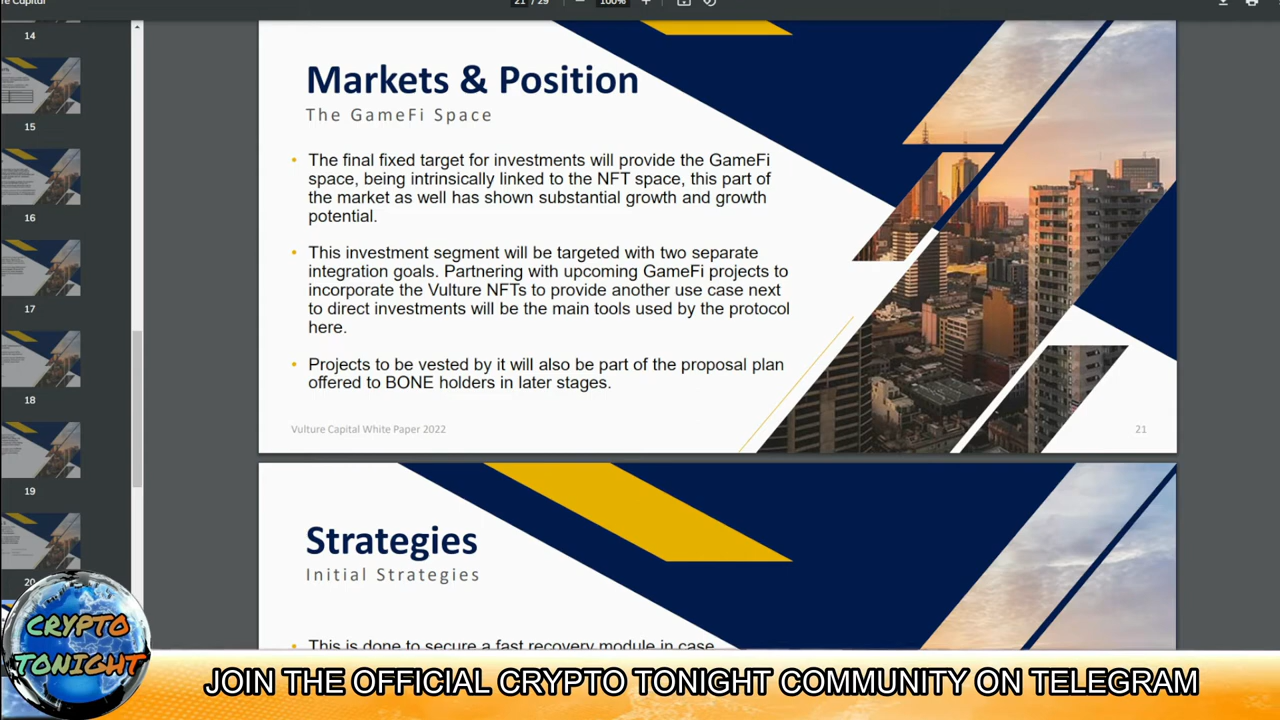 21 / 29
100%
14
15
16
17
18
19
20
Markets & Position
The GameFi Space
• The final fixed target for investments will provide the GameFi
space, being intrinsically linked to the NFT space, this part of
the market as well has shown substantial growth and growth
potential.
• This investment segment will be targeted with two separate
integration goals. Partnering with upcoming GameFi projects to
incorporate the Vulture NFTs to provide another use case next
to direct investments will be the main tools used by the protocol
here.
• Projects to be vested by it will also be part of the proposal plan
offered to BONE holders in later stages.
Vulture Capital White Paper 2022
21
Strategies
Initial Strategies
• This is done to secure a fast recovery module in case
CRYPTO
TONIGHT
JOIN THE OFFICIAL CRYPTO TONIGHT COMMUNITY ON TELEGRAM